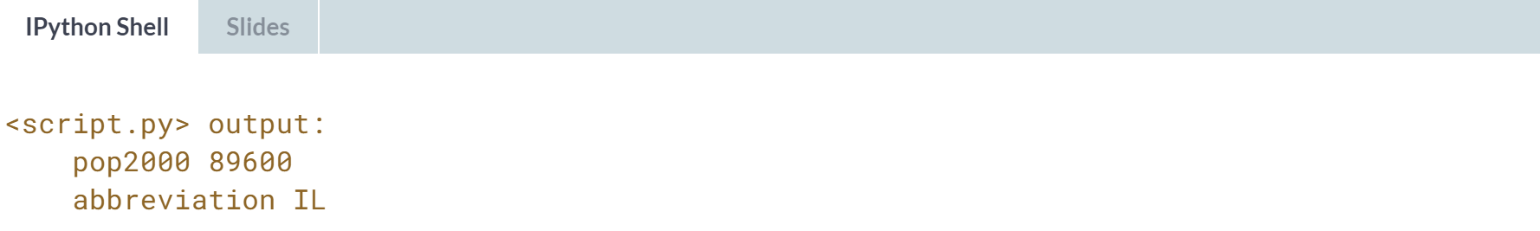 IPython Shell Slides
<script.py> output:
pop2000 89600
abbreviation IL